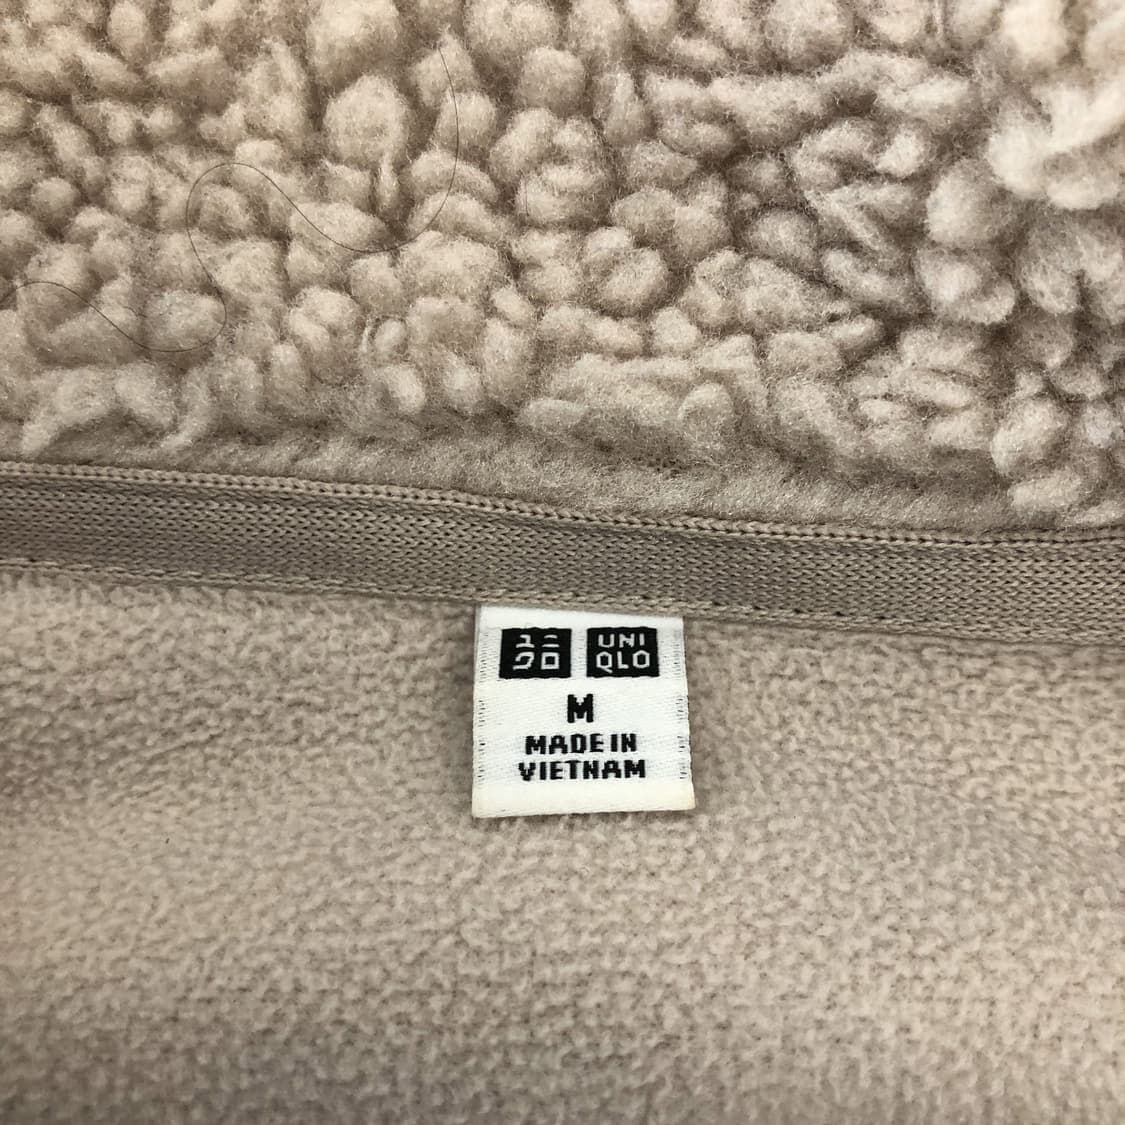 ユニ UNI
クロ QLO
M
MADE IN
VIETNAM